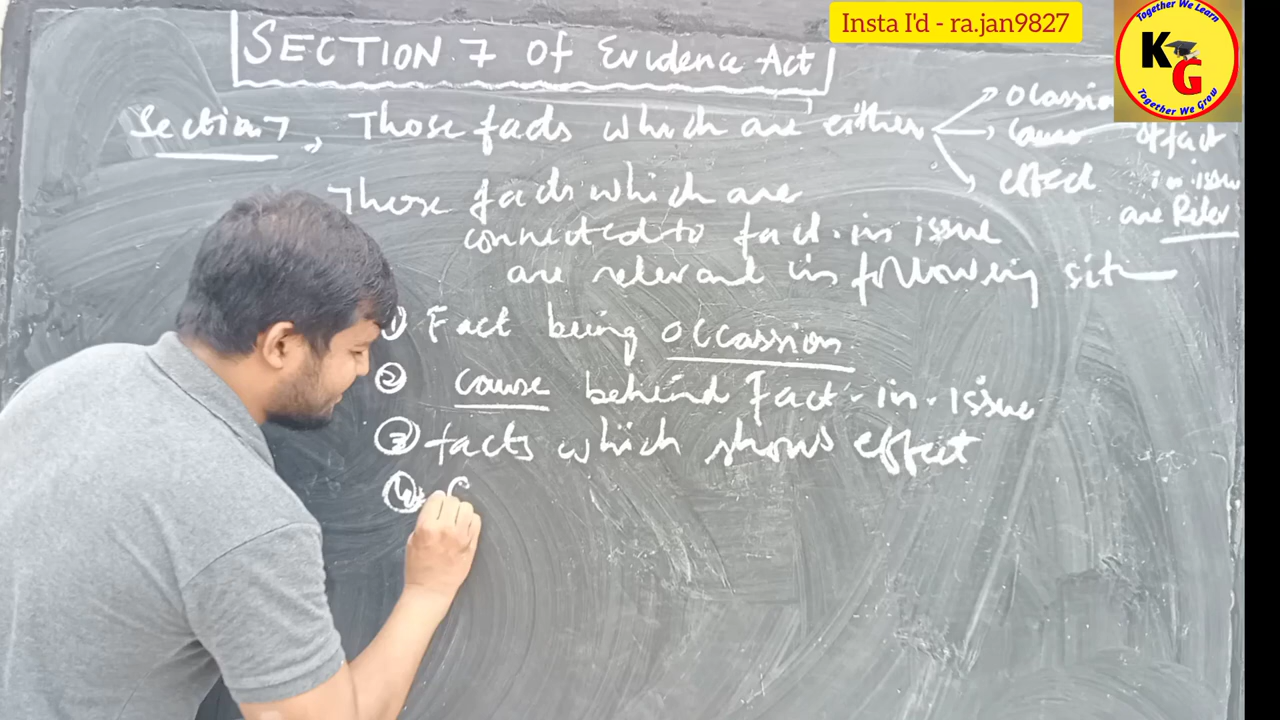 Insta I'd - ra.jan9827
Together We Learn
KG
Together We Grow
SECTION 7 Of Evidence Act
Section 7, Those facts which are either
Ocassio
Cause
effect
of fact
in issue
are Relev
Those facts which are
connected to fact-in issue
are relevant in following sit
1) Fact being Occassion
2 cause behind Fact-in-issue
3 facts which shows effect
4